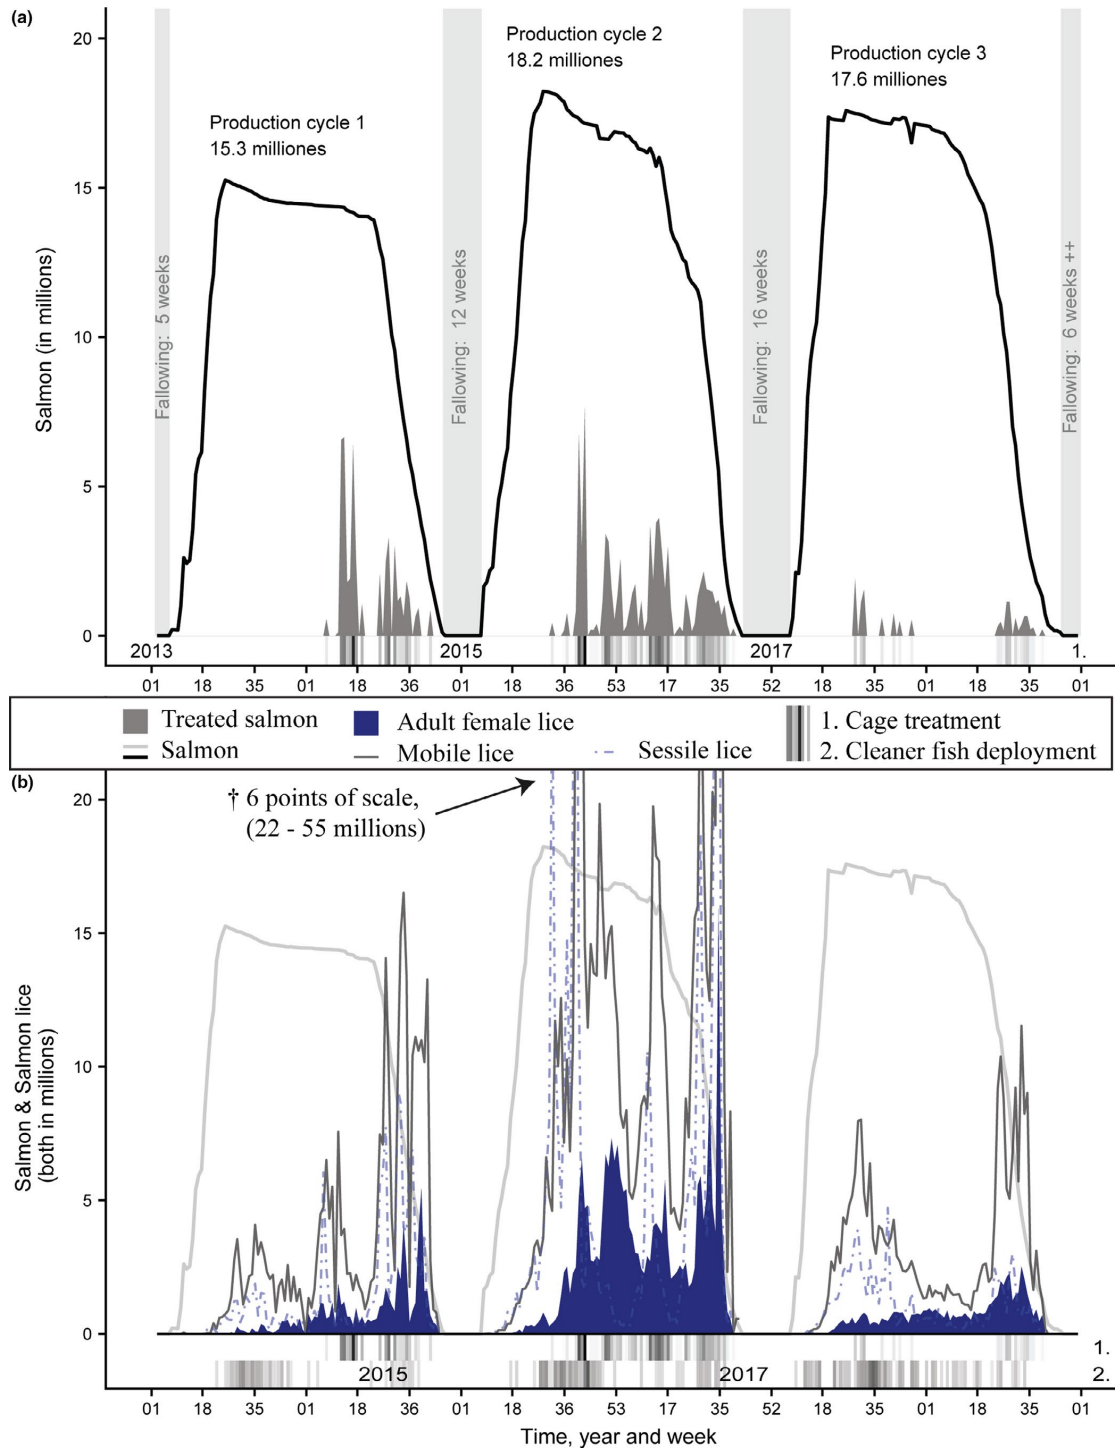 (a)
20
15
10
5
0
Salmon (in millions)
Production cycle 1
15.3 milliones
Production cycle 2
18.2 milliones
Production cycle 3
17.6 milliones
Fallowing: 5 weeks
Fallowing: 12 weeks
Fallowing: 16 weeks
Fallowing: 6 weeks ++
2013 2015 2017 1.
01 18 35 01 18 36 01 18 36 53 17 35 52 18 35 01 18 35 01
Treated salmon
Salmon
Adult female lice
Mobile lice
Sessile lice
1. Cage treatment
2. Cleaner fish deployment
(b)
† 6 points of scale,
(22 - 55 millions)
20
15
10
5
0
Salmon & Salmon lice
(both in millions)
1.
2015 2017 2.
01 18 35 01 18 36 01 18 36 53 17 35 52 18 35 01 18 35 01
Time, year and week